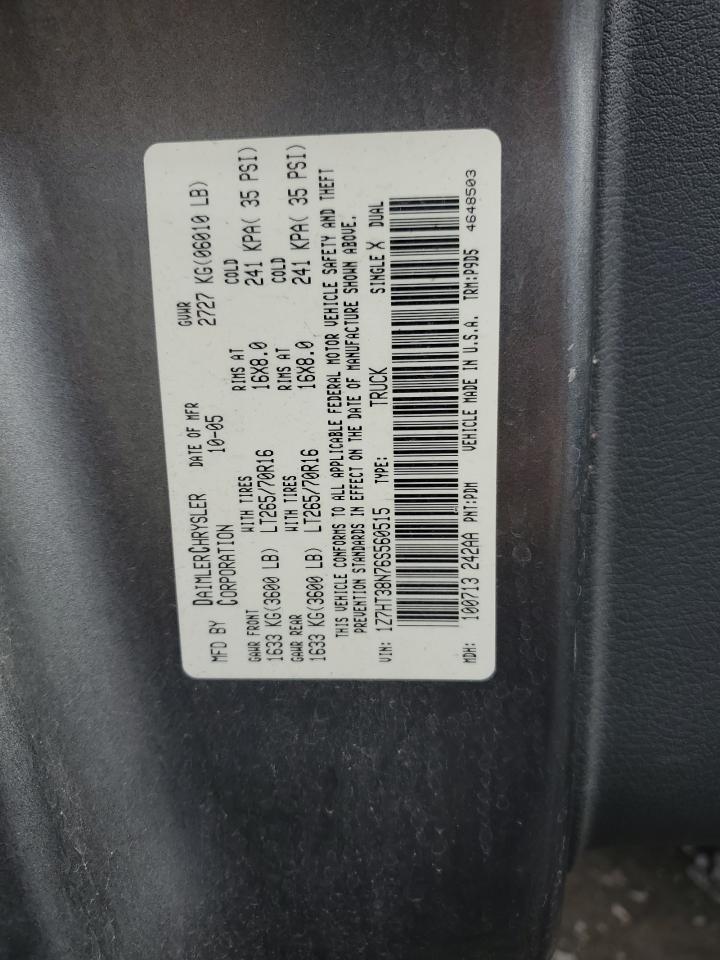 MFD BY DAIMLERCHRYSLER CORPORATION DATE OF MFR 10-05 GVWR 2727 KG(06010 LB)
GAWR FRONT WITH TIRES RIMS AT COLD
1633 KG(3600 LB) LT265/70R16 16X8.0 241 KPA( 35 PSI)
GAWR REAR WITH TIRES RIMS AT COLD
1633 KG(3600 LB) LT265/70R16 16X8.0 241 KPA( 35 PSI)
THIS VEHICLE CONFORMS TO ALL APPLICABLE FEDERAL MOTOR VEHICLE SAFETY AND THEFT
PREVENTION STANDARDS IN EFFECT ON THE DATE OF MANUFACTURE SHOWN ABOVE.
VIN: 1Z7HT38N76S560515 TYPE: TRUCK SINGLE X DUAL
MDH: 100713 242AA PNT:PDM VEHICLE MADE IN U.S.A. TRM:P9D5 4648503